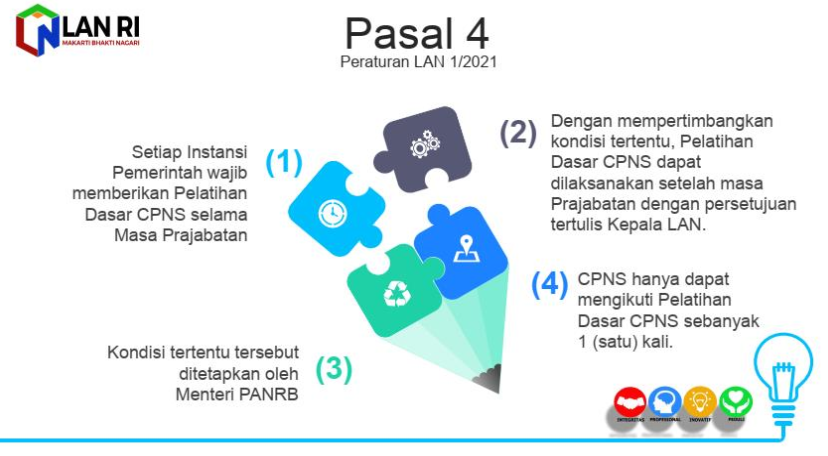 LAN RI
MAKARTI BHAKTI NAGARI
Pasal 4
Peraturan LAN 1/2021
(1)
Setiap Instansi
Pemerintah wajib
memberikan Pelatihan
Dasar CPNS selama
Masa Prajabatan
(2)
Dengan mempertimbangkan
kondisi tertentu, Pelatihan
Dasar CPNS dapat
dilaksanakan setelah masa
Prajabatan dengan persetujuan
tertulis Kepala LAN.
(3)
Kondisi tertentu tersebut
ditetapkan oleh
Menteri PANRB
(4)
CPNS hanya dapat
mengikuti Pelatihan
Dasar CPNS sebanyak
1 (satu) kali.
INTEGRITAS PROFESIONAL INOVATIF PEDULI